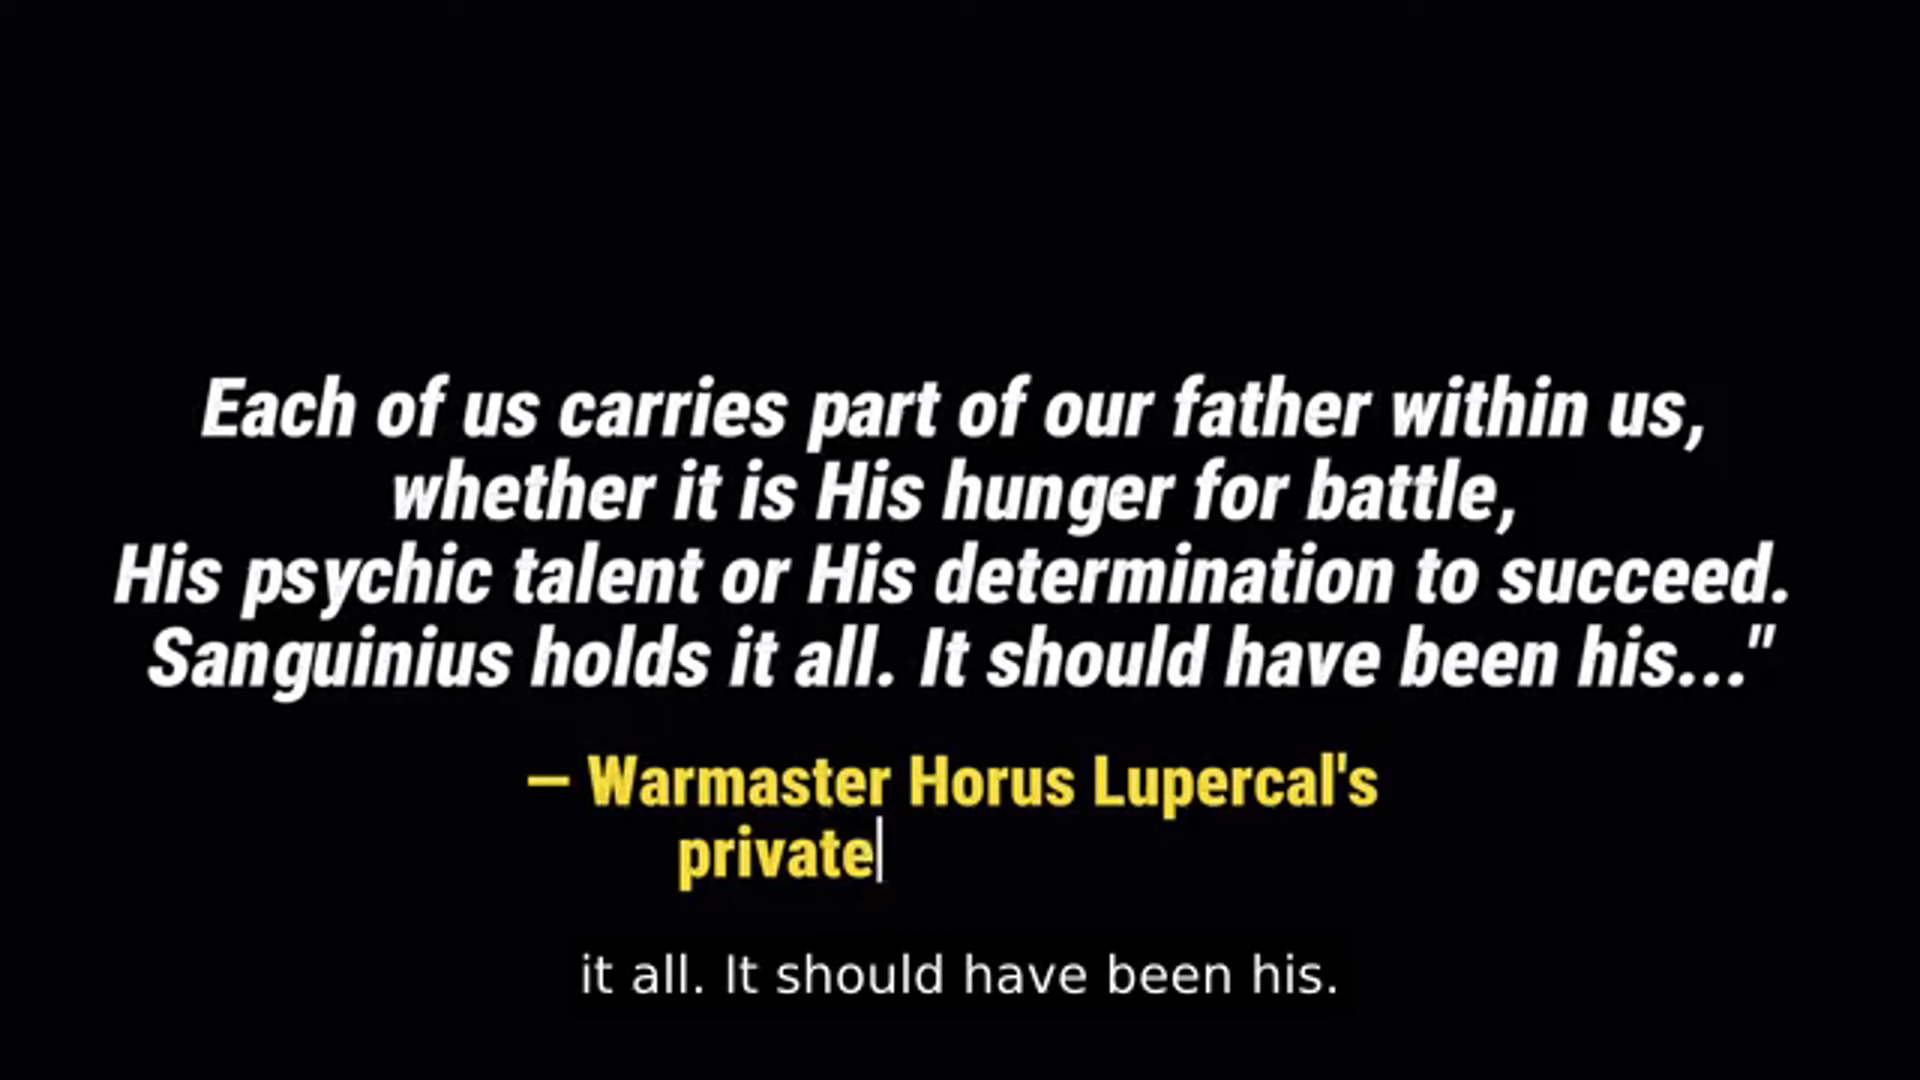 Each of us carries part of our father within us,
whether it is His hunger for battle,
His psychic talent or His determination to succeed.
Sanguinius holds it all. It should have been his..."
— Warmaster Horus Lupercal's
private
it all. It should have been his.